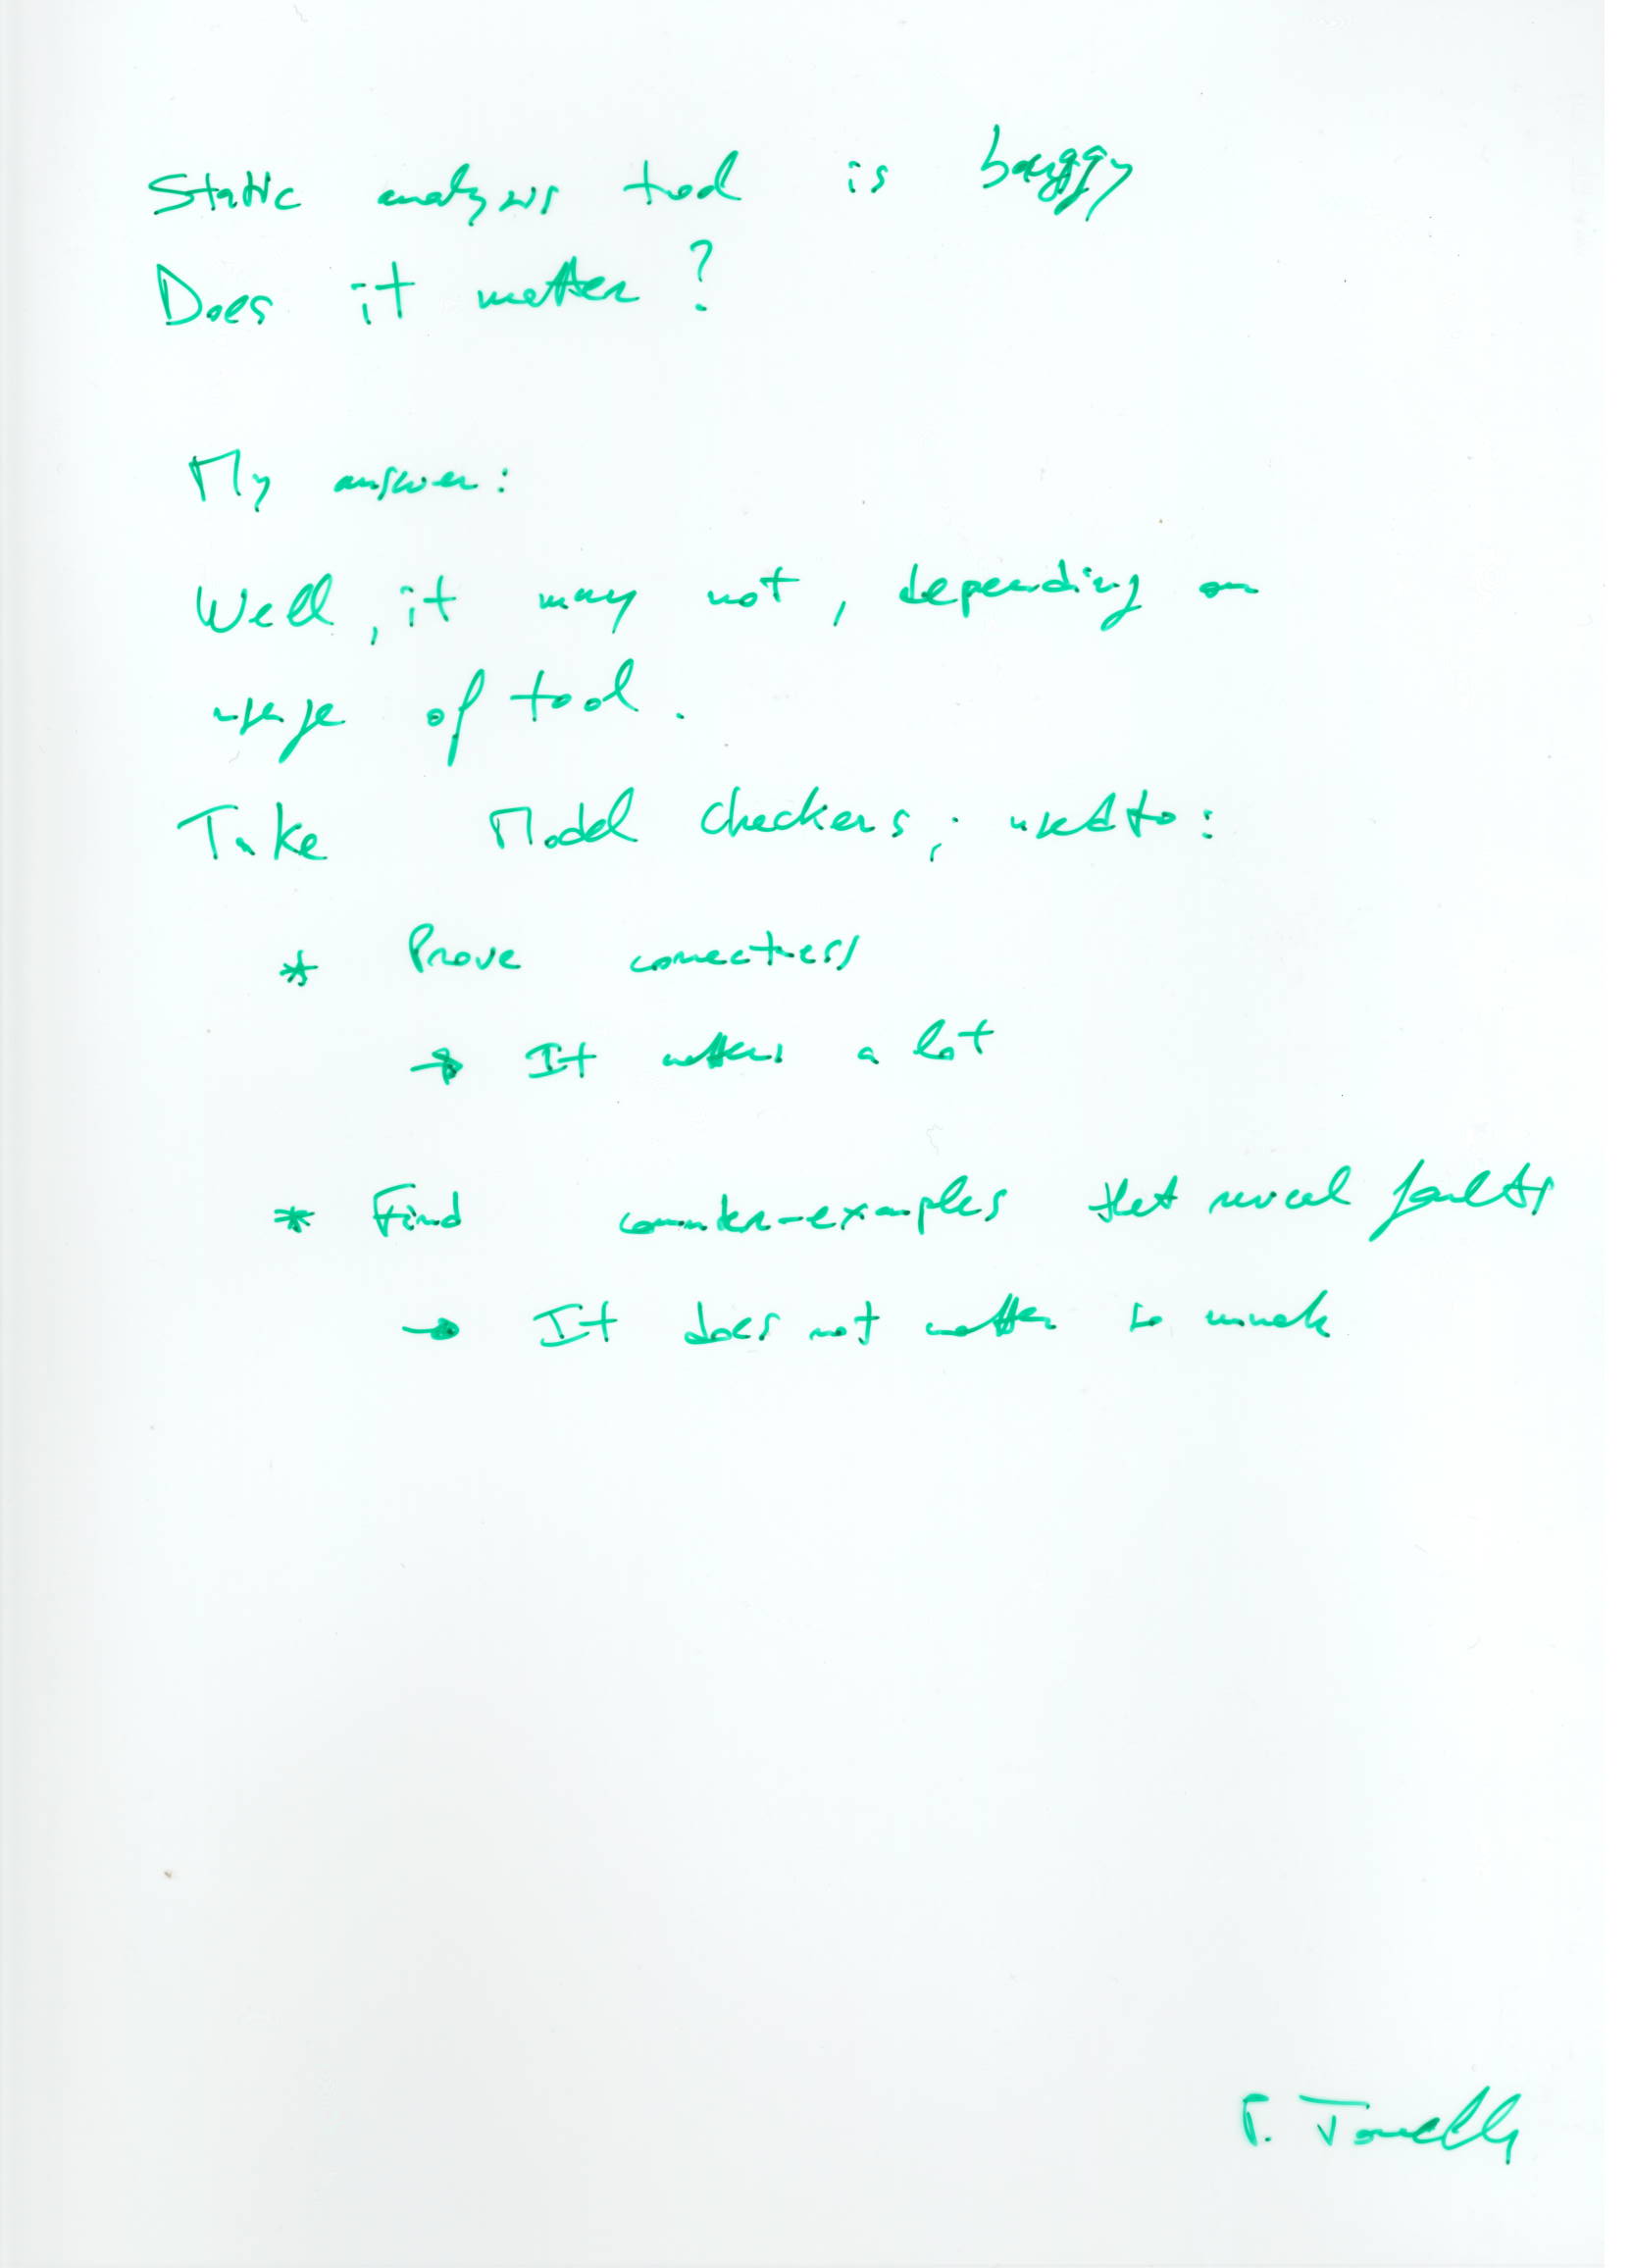 Static analysis tool is buggy
Does it matter ?
My answer:
Well, it may not, depending on
usage of tool.
Take Model Checkers; used to:
* Prove correctness
→ It matters a lot
* Find counter-examples that reveal faults
→ It does not matter so much